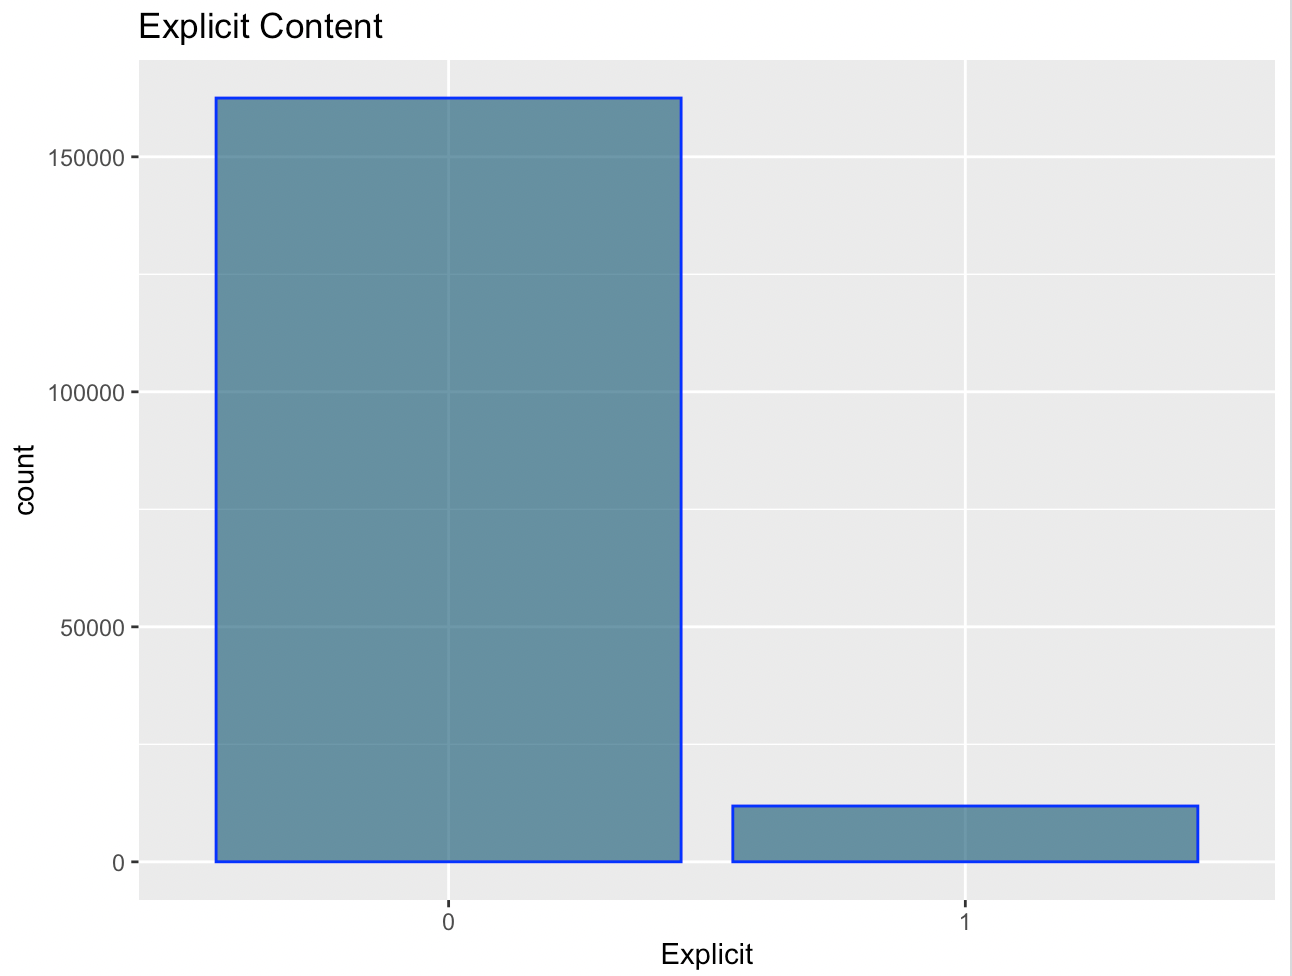 Explicit Content
150000
100000
50000
0
count
0 1
Explicit